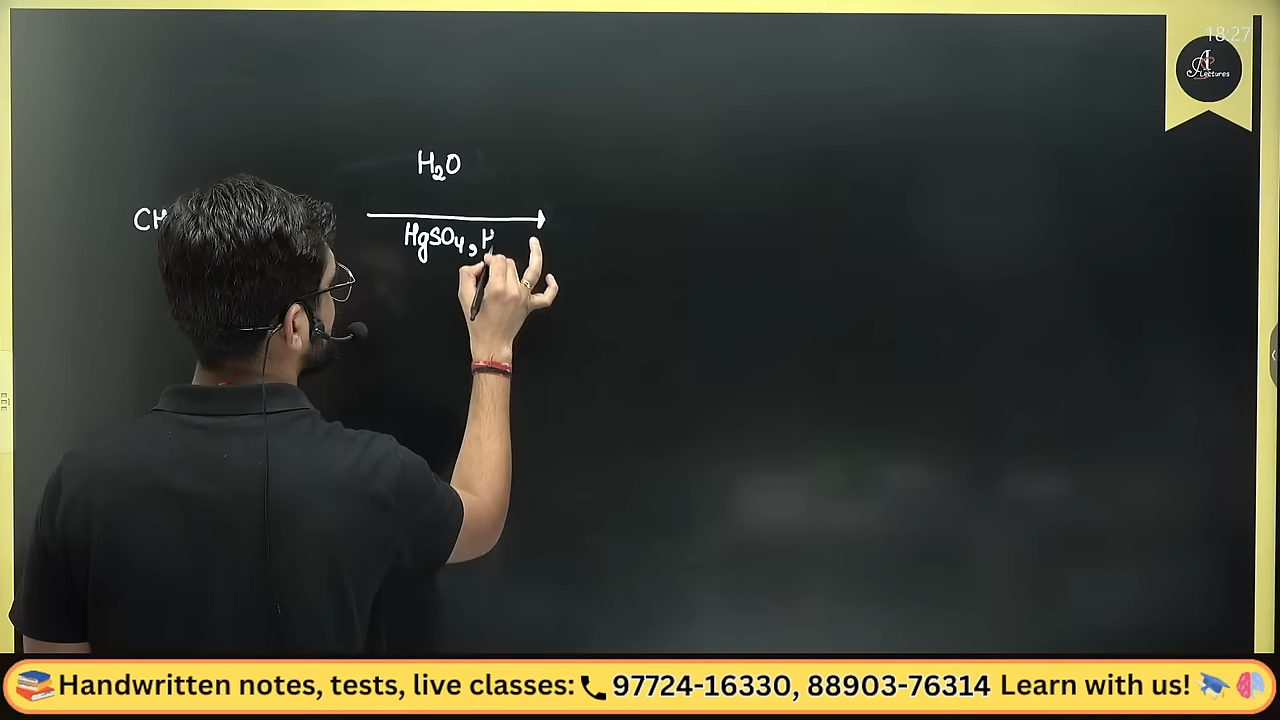 18:27
A
Lectures
H₂O
CH
HgSO₄, H
Handwritten notes, tests, live classes: 97724-16330, 88903-76314 Learn with us!